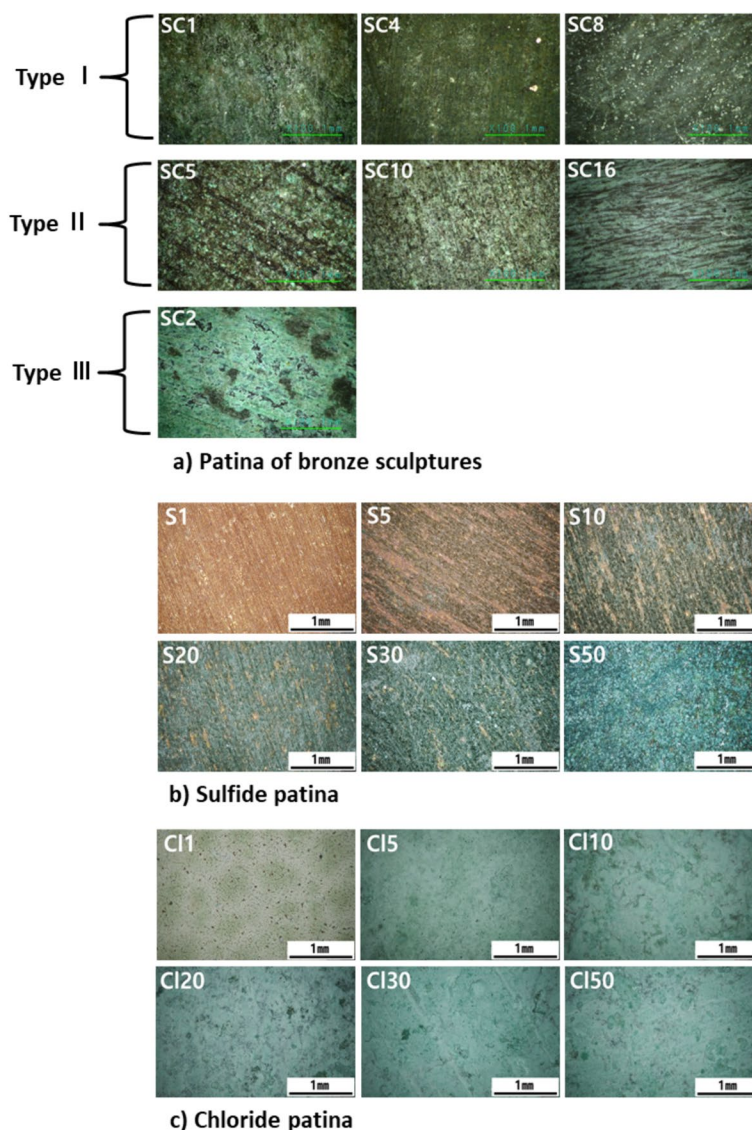 SC1 SC4 SC8
Type I
SC5 SC10 SC16
Type II
SC2
Type III
a) Patina of bronze sculptures
S1 S5 S10
1mm 1mm 1mm
S20 S30 S50
1mm 1mm 1mm
b) Sulfide patina
Cl1 Cl5 Cl10
1mm 1mm 1mm
Cl20 Cl30 Cl50
1mm 1mm 1mm
c) Chloride patina